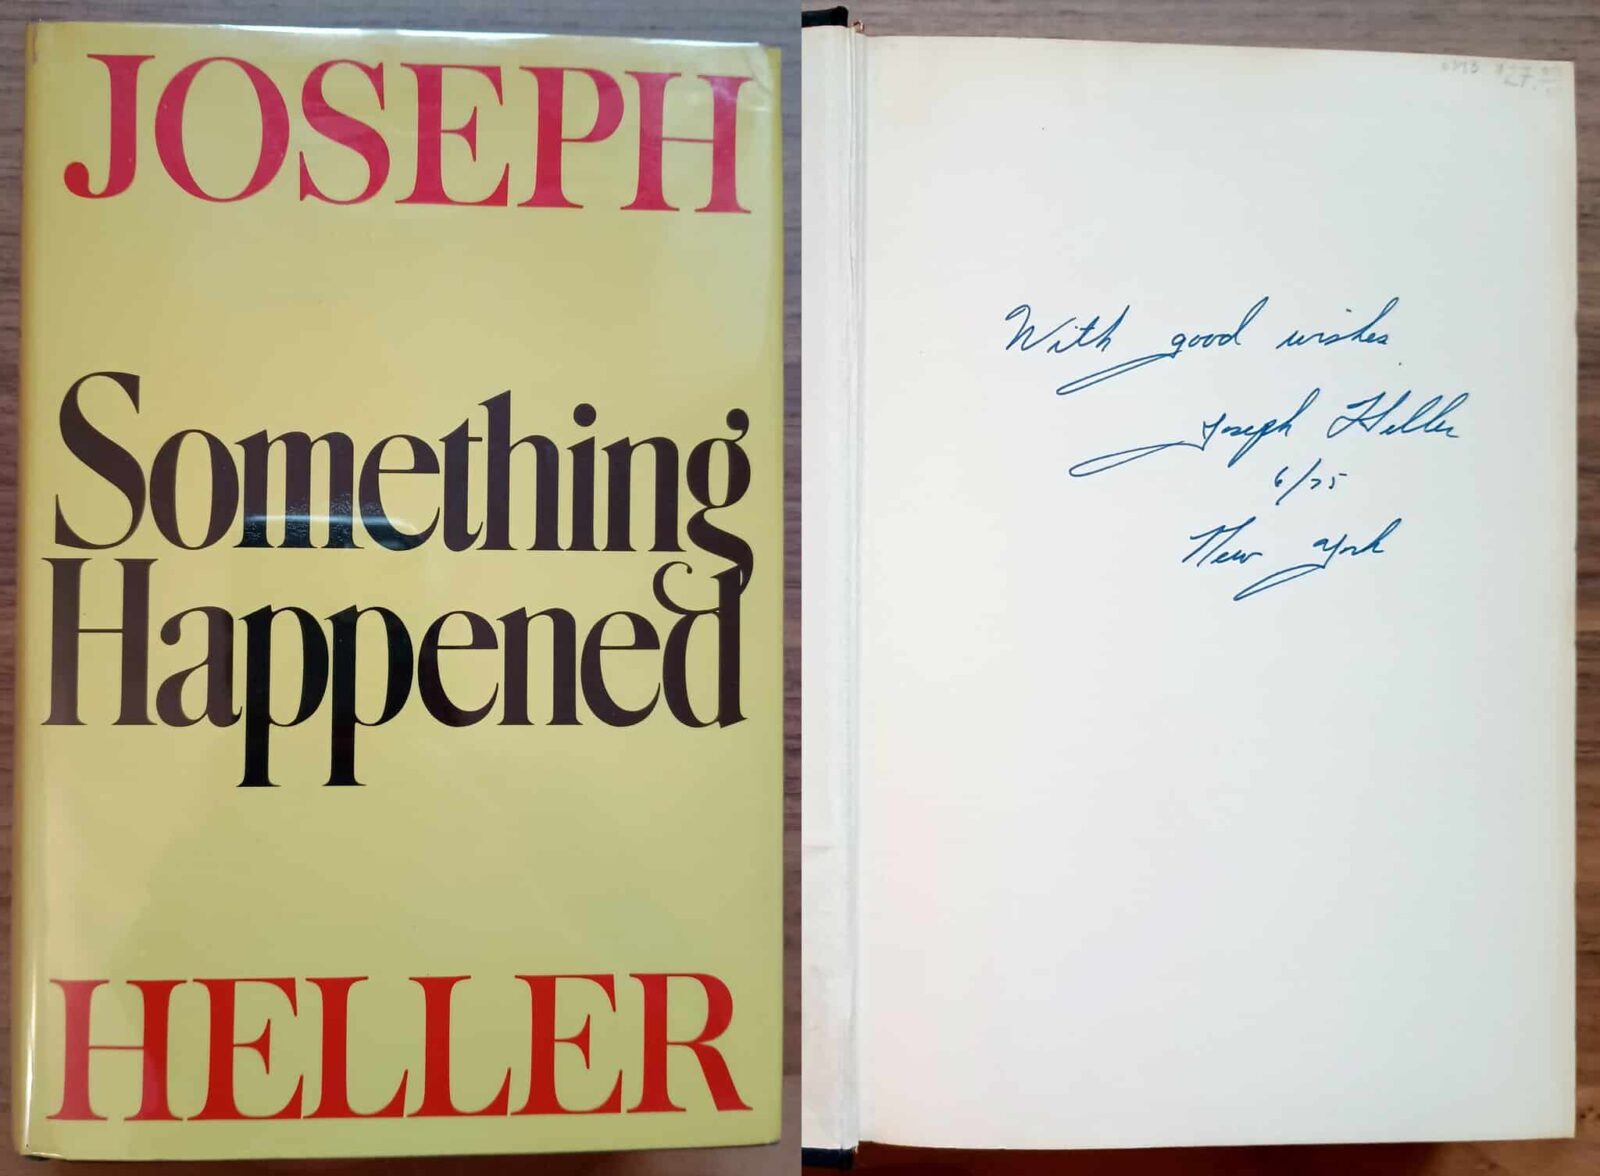 JOSEPH
Something
Happened
HELLER
With good wishes
Joseph Heller
6/75
New York